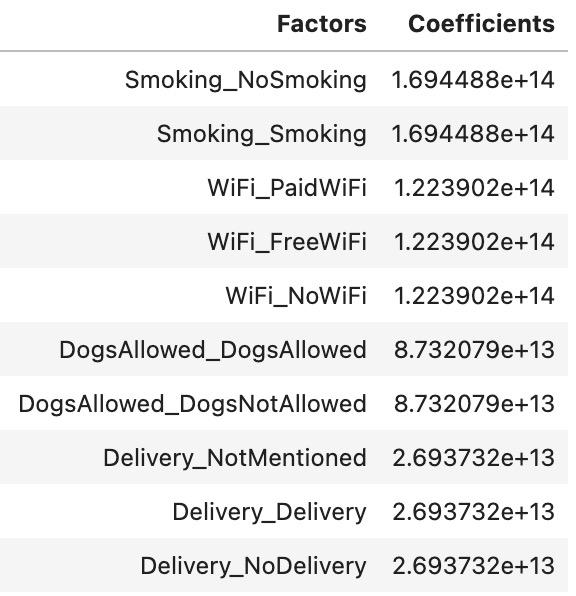 Factors Coefficients
Smoking_NoSmoking 1.694488e+14
Smoking_Smoking 1.694488e+14
WiFi_PaidWiFi 1.223902e+14
WiFi_FreeWiFi 1.223902e+14
WiFi_NoWiFi 1.223902e+14
DogsAllowed_DogsAllowed 8.732079e+13
DogsAllowed_DogsNotAllowed 8.732079e+13
Delivery_NotMentioned 2.693732e+13
Delivery_Delivery 2.693732e+13
Delivery_NoDelivery 2.693732e+13